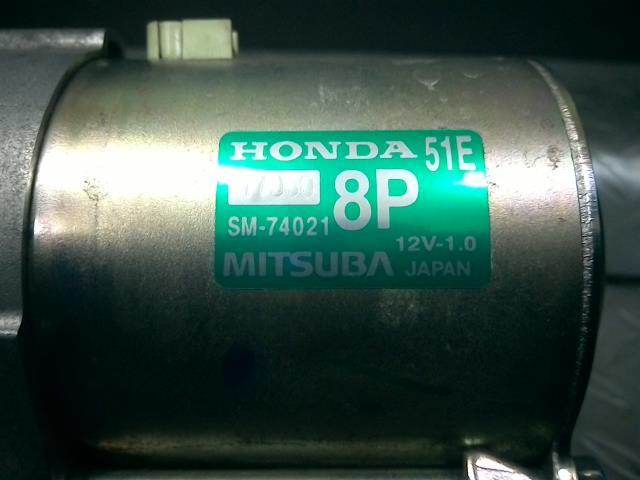 HONDA 51E
8P
SM-74021
12V-1.0
MITSUBA JAPAN